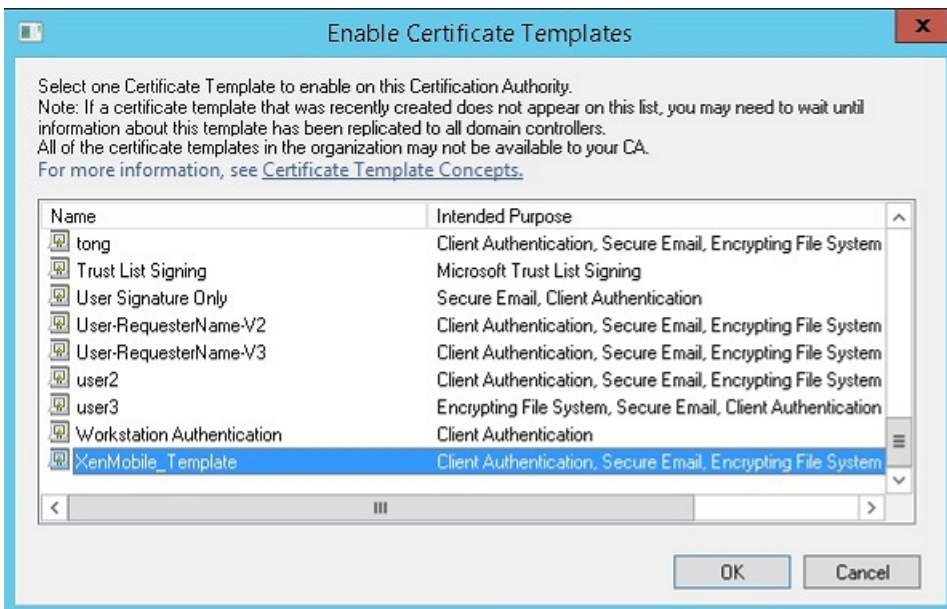 Enable Certificate Templates
x
Select one Certificate Template to enable on this Certification Authority.
Note: If a certificate template that was recently created does not appear on this list, you may need to wait until
information about this template has been replicated to all domain controllers.
All of the certificate templates in the organization may not be available to your CA.
For more information, see Certificate Template Concepts.
Name Intended Purpose
tong Client Authentication, Secure Email, Encrypting File System
Trust List Signing Microsoft Trust List Signing
User Signature Only Secure Email, Client Authentication
User-RequesterName-V2 Client Authentication, Secure Email, Encrypting File System
User-RequesterName-V3 Client Authentication, Secure Email, Encrypting File System
user2 Client Authentication, Secure Email, Encrypting File System
user3 Encrypting File System, Secure Email, Client Authentication
Workstation Authentication Client Authentication
XenMobile_Template Client Authentication, Secure Email, Encrypting File System
OK Cancel